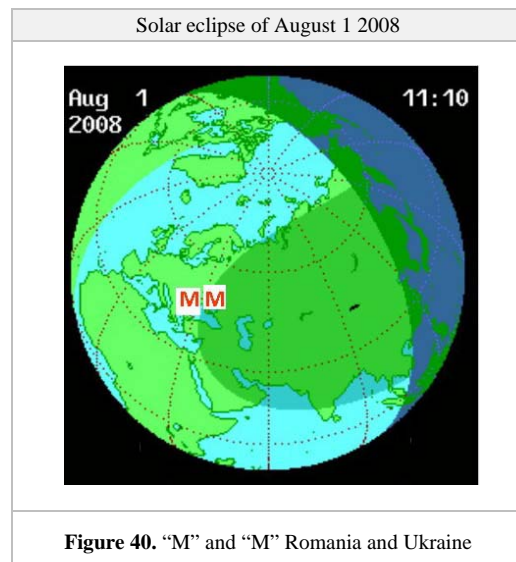 Solar eclipse of August 1 2008
Aug 1 11:10
2008
M M
Figure 40. “M” and “M” Romania and Ukraine